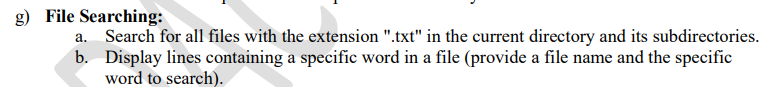 g) File Searching:
a. Search for all files with the extension ".txt" in the current directory and its subdirectories.
b. Display lines containing a specific word in a file (provide a file name and the specific
word to search).